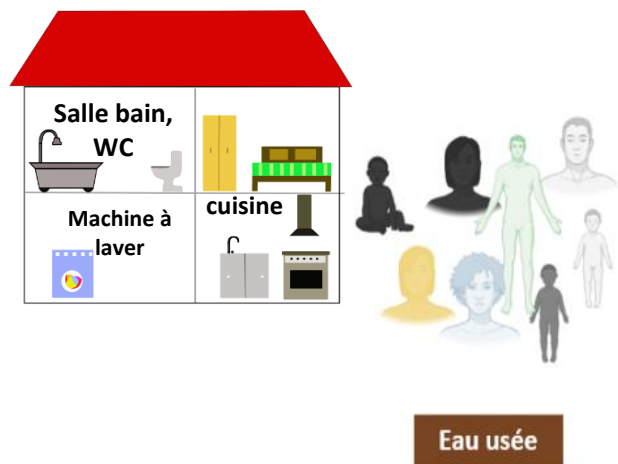 Salle bain,
WC
Machine à
laver
cuisine
Eau usée